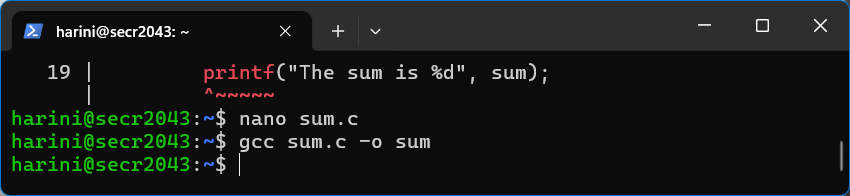 harini@secr2043: ~
19 | printf("The sum is %d", sum);
| ^~~~~~
harini@secr2043:~$ nano sum.c
harini@secr2043:~$ gcc sum.c -o sum
harini@secr2043:~$